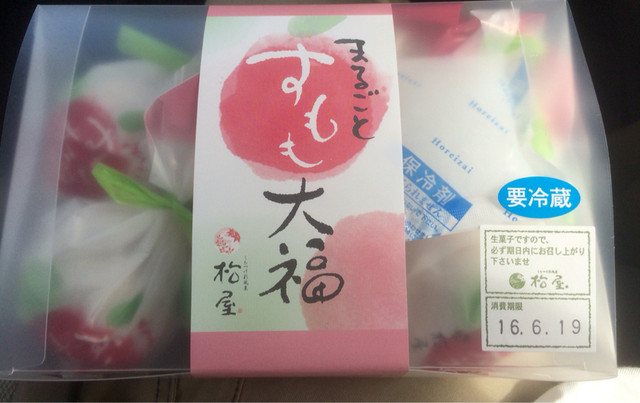 まるごと
すもも
大福
松屋
Horeizai
Horeizai
保冷剤
要冷蔵
生菓子ですので、
必ず期日内にお召し上がり
下さいませ
松屋
消費期限
16.6.19